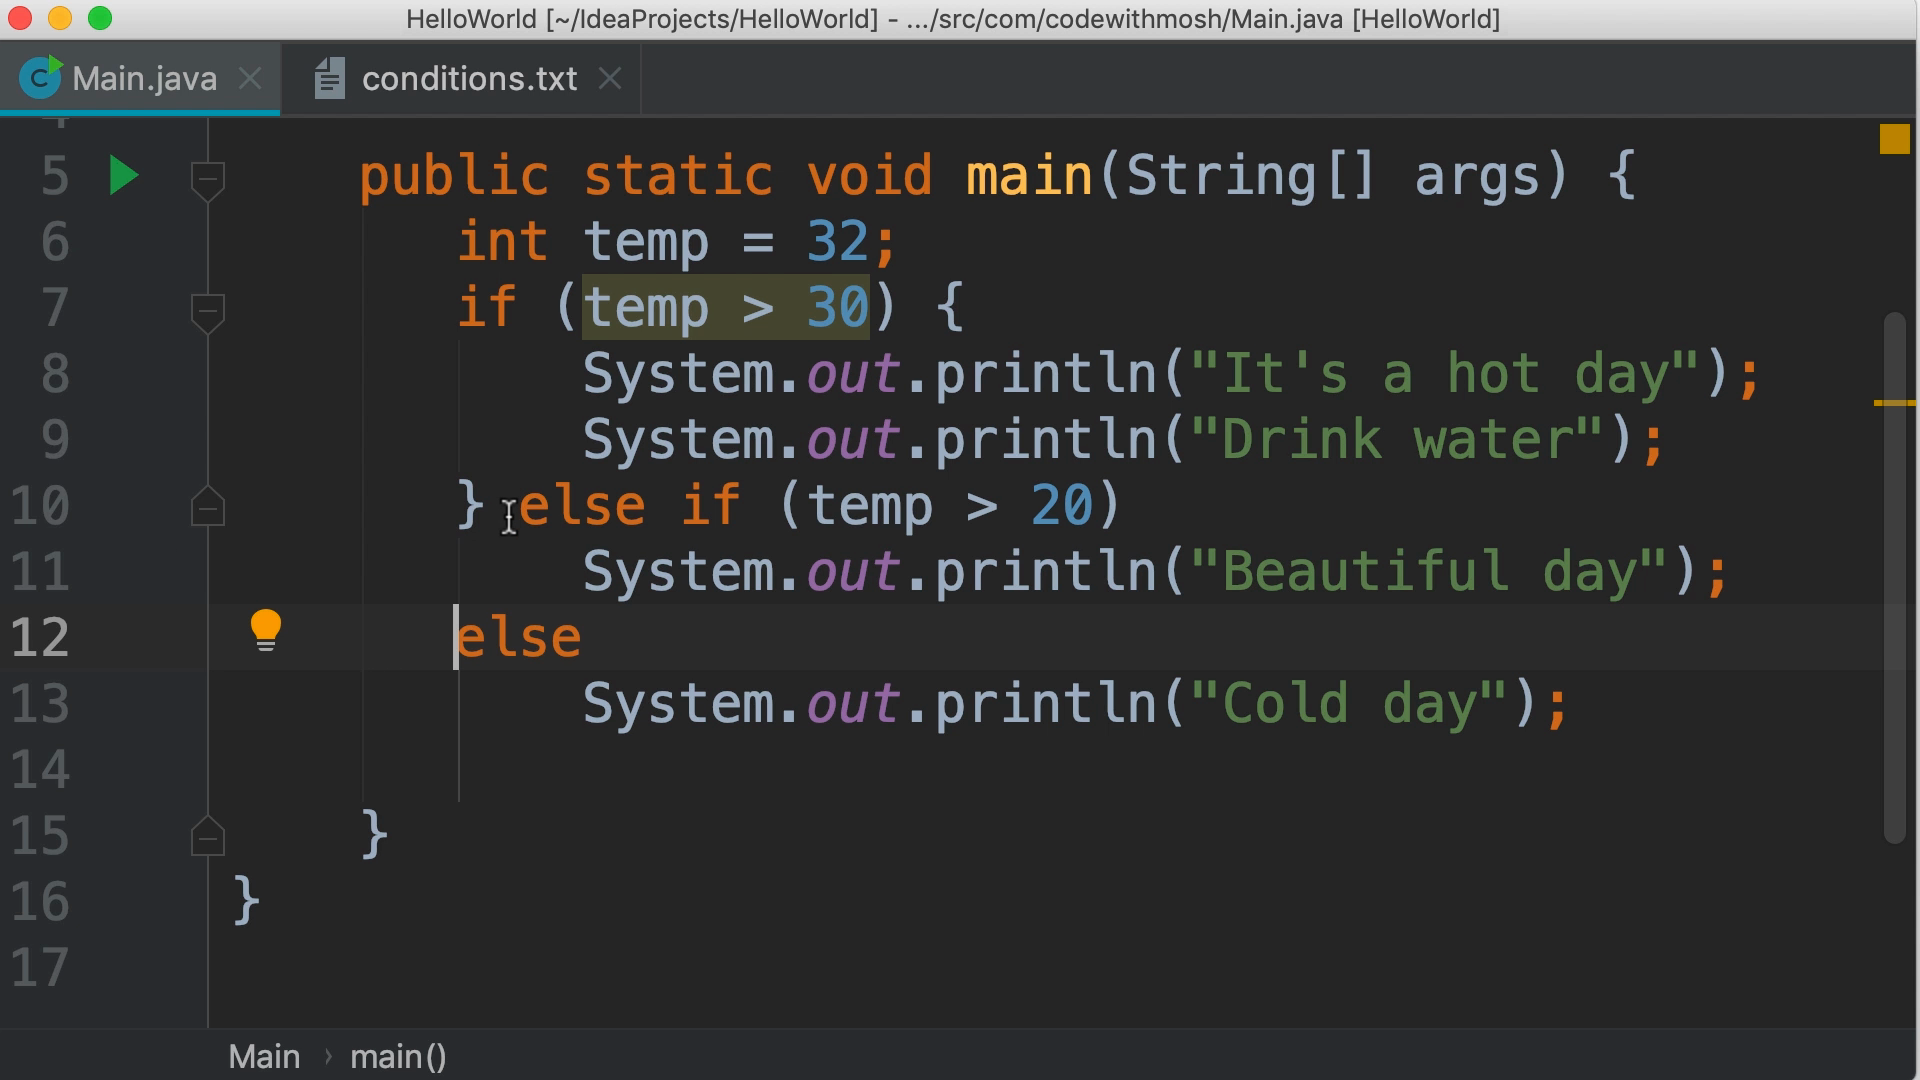 HelloWorld [~/IdeaProjects/HelloWorld] - .../src/com/codewithmosh/Main.java [HelloWorld]
Main.java conditions.txt
5 public static void main(String[] args) {
6 int temp = 32;
7 if (temp > 30) {
8 System.out.println("It's a hot day");
9 System.out.println("Drink water");
10 } else if (temp > 20)
11 System.out.println("Beautiful day");
12 else
13 System.out.println("Cold day");
14
15 }
16 }
17
Main › main()